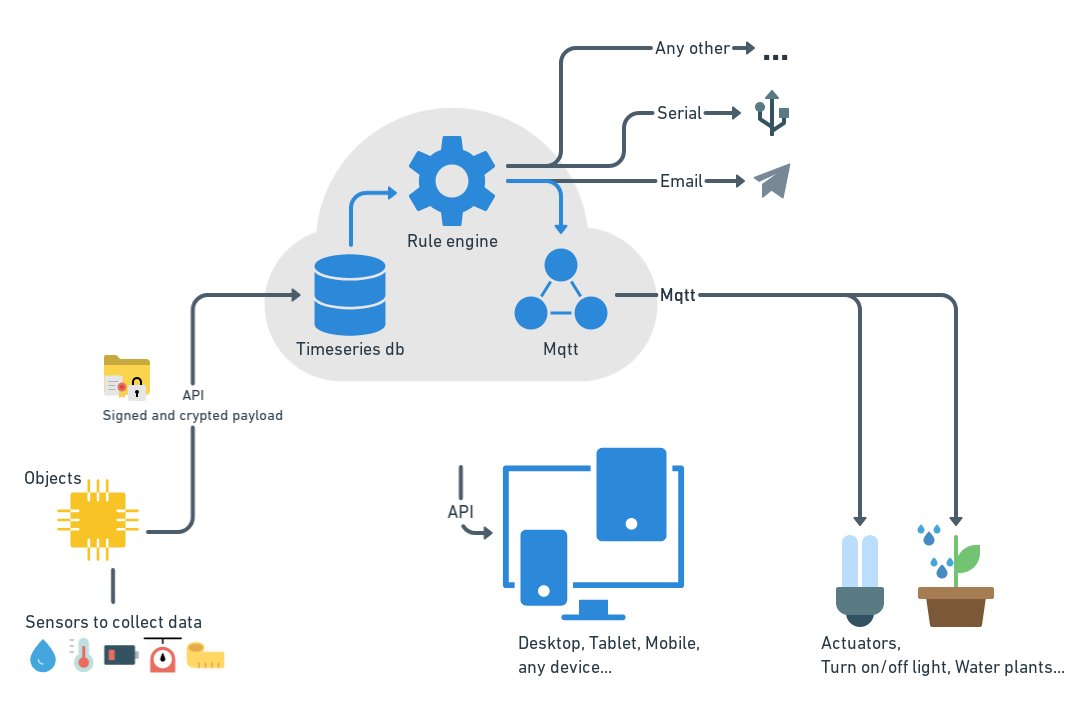 Any other
...
Serial
Email
Rule engine
Mqtt
Timeseries db
Mqtt
API
Signed and crypted payload
Objects
API
Sensors to collect data
Desktop, Tablet, Mobile,
any device...
Actuators,
Turn on/off light, Water plants...